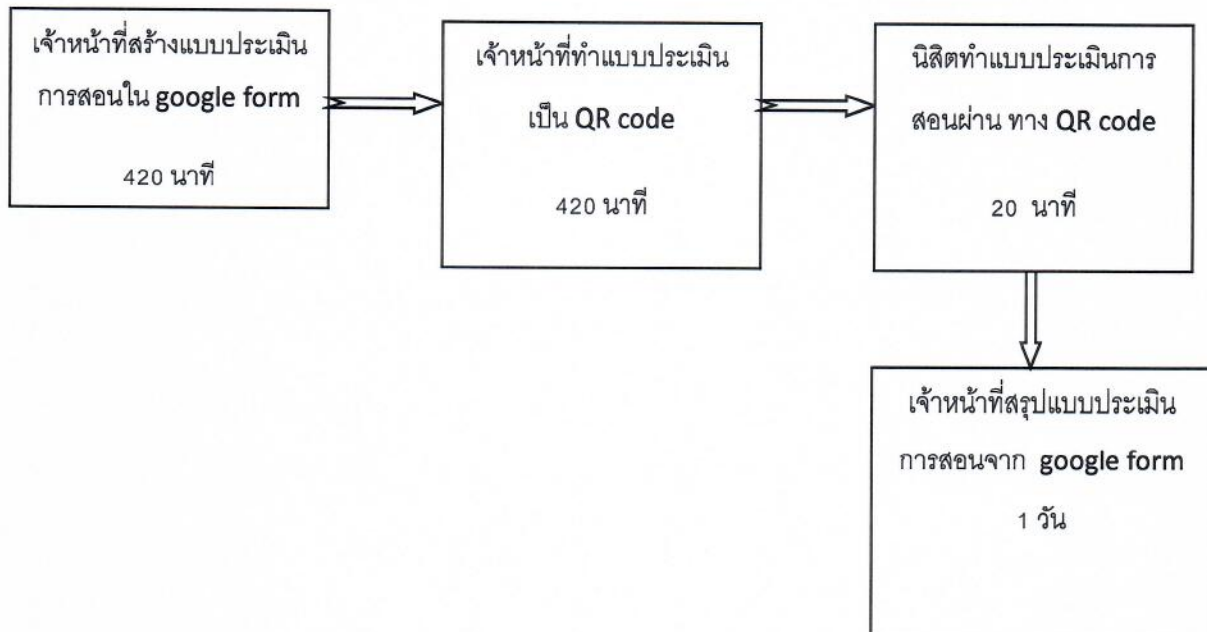 เจ้าหน้าที่สร้างแบบประเมิน
การสอนใน google form
420 นาที
เจ้าหน้าที่ทำแบบประเมิน
เป็น QR code
420 นาที
นิสิตทำแบบประเมินการ
สอนผ่าน ทาง QR code
20 นาที
เจ้าหน้าที่สรุปแบบประเมิน
การสอนจาก google form
1 วัน